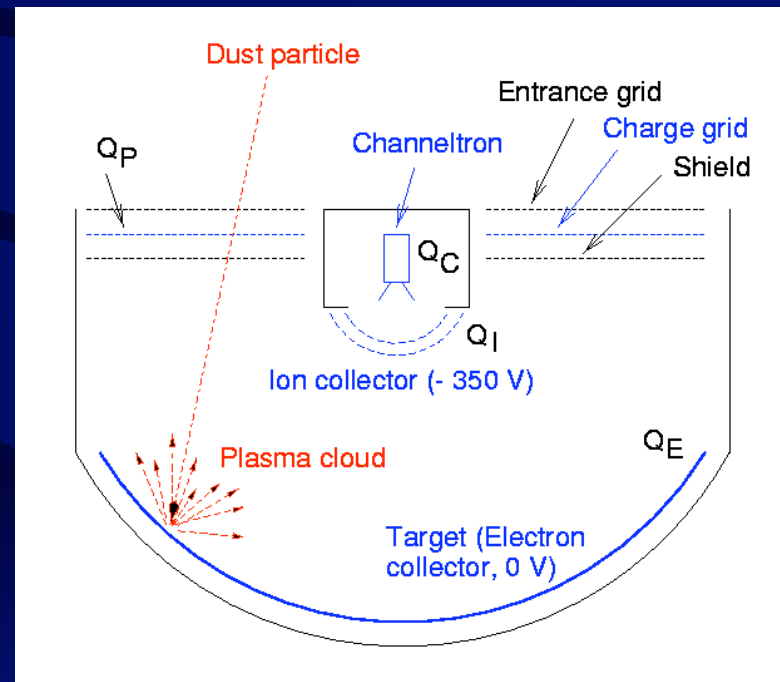 Dust particle
Entrance grid
Charge grid
Channeltron
Q_P
Shield
Q_C
Q_I
Ion collector (- 350 V)
Q_E
Plasma cloud
Target (Electron
collector, 0 V)